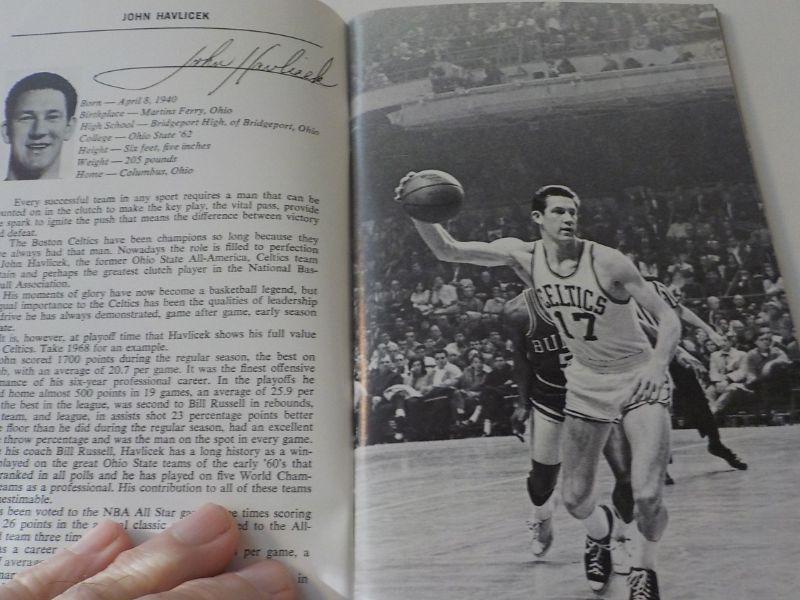 JOHN HAVLICEK
John Havlicek
Born — April 8, 1940
Birthplace — Martins Ferry, Ohio
High School — Bridgeport High, of Bridgeport, Ohio
College — Ohio State '62
Height — Six feet, five inches
Weight — 205 pounds
Home — Columbus, Ohio
Every successful team in any sport requires a man that can be
unted on in the clutch to make the key play, the vital pass, provide
e spark to ignite the push that means the difference between victory
d defeat.
The Boston Celtics have been champions so long because they
e always had that man. Nowadays the role is filled to perfection
John Havlicek, the former Ohio State All-America, Celtics team
tain and perhaps the greatest clutch player in the National Bas-
all Association.
His moments of glory have now become a basketball legend, but
qual importance to the Celtics has been the qualities of leadership
drive he has always demonstrated, game after game, early season
ate.
It is, however, at playoff time that Havlicek shows his full value
Celtics. Take 1968 for an example.
ohn scored 1700 points during the regular season, the best on
b, with an average of 20.7 per game. It was the finest offensive
mance of his six-year professional career. In the playoffs he
d home almost 500 points in 19 games, an average of 25.9 per
the best in the league, was second to Bill Russell in rebounds,
team, and league, in assists shot 23 percentage points better
e floor than he did during the regular season, had an excellent
throw percentage and was the man on the spot in every game.
e his coach Bill Russell, Havlicek has a long history as a win-
played on the great Ohio State teams of the early '60's that
ranked in all polls and he has played on five World Cham-
eams as a professional. His contribution to all of these teams
nestimable.
s been voted to the NBA All Star times scoring
26 points in the classic to the All-
d team three
as a career per game, a
averag
in
CELTICS
17
BUL